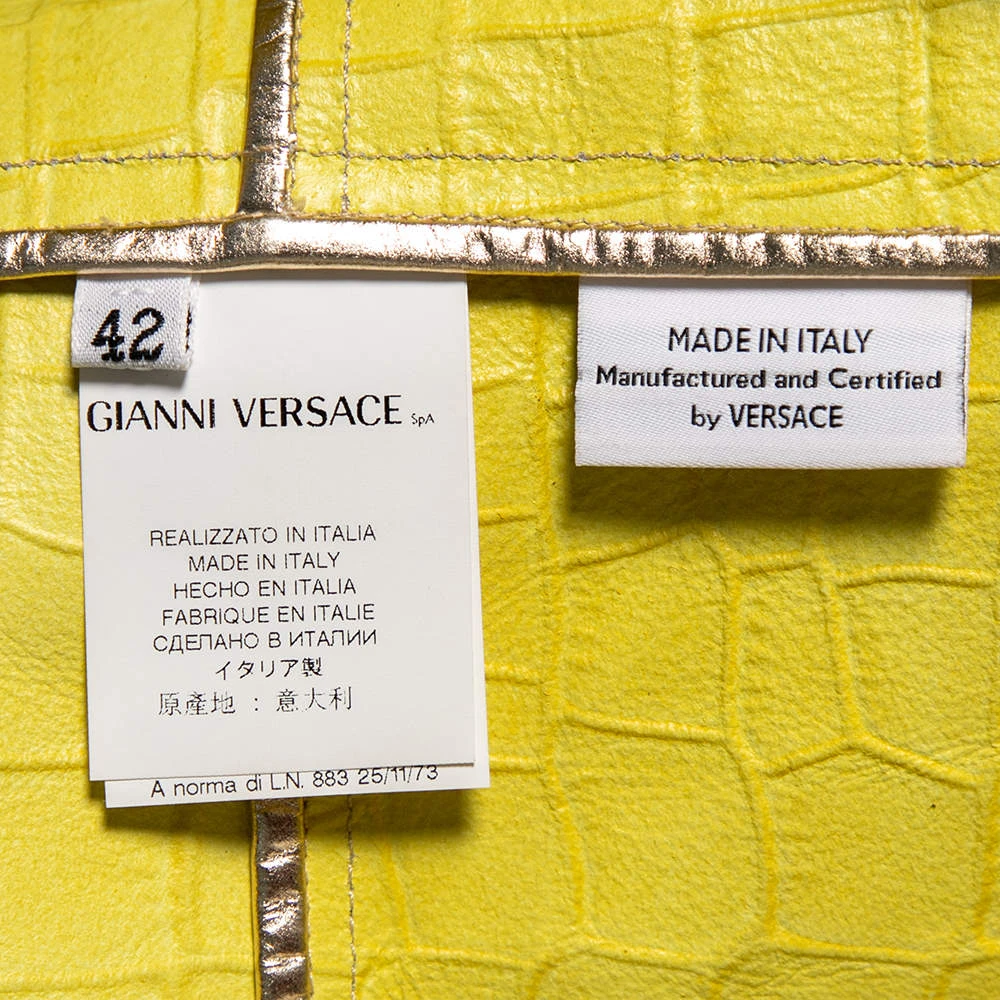 42
GIANNI VERSACE SpA
REALIZZATO IN ITALIA
MADE IN ITALY
HECHO EN ITALIA
FABRIQUE EN ITALIE
СДЕЛАНО В ИТАЛИИ
イタリア製
原產地 : 意大利
A norma di L.N. 883 25/11/73
MADE IN ITALY
Manufactured and Certified
by VERSACE